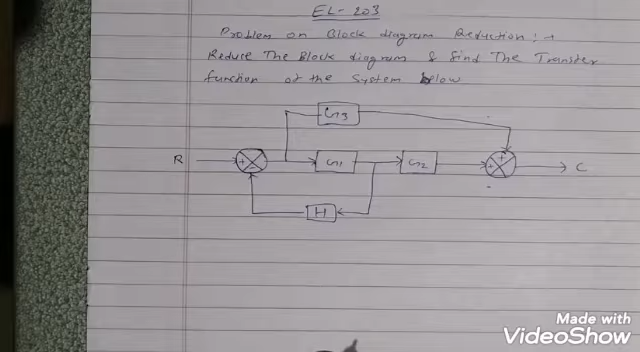 EL-203
Problem on Block diagram Reduction:→
Reduce The Block diagram & find The Transfer
function of the System below
G3
R + G1 G2 + + C
H
Made with
VideoShow